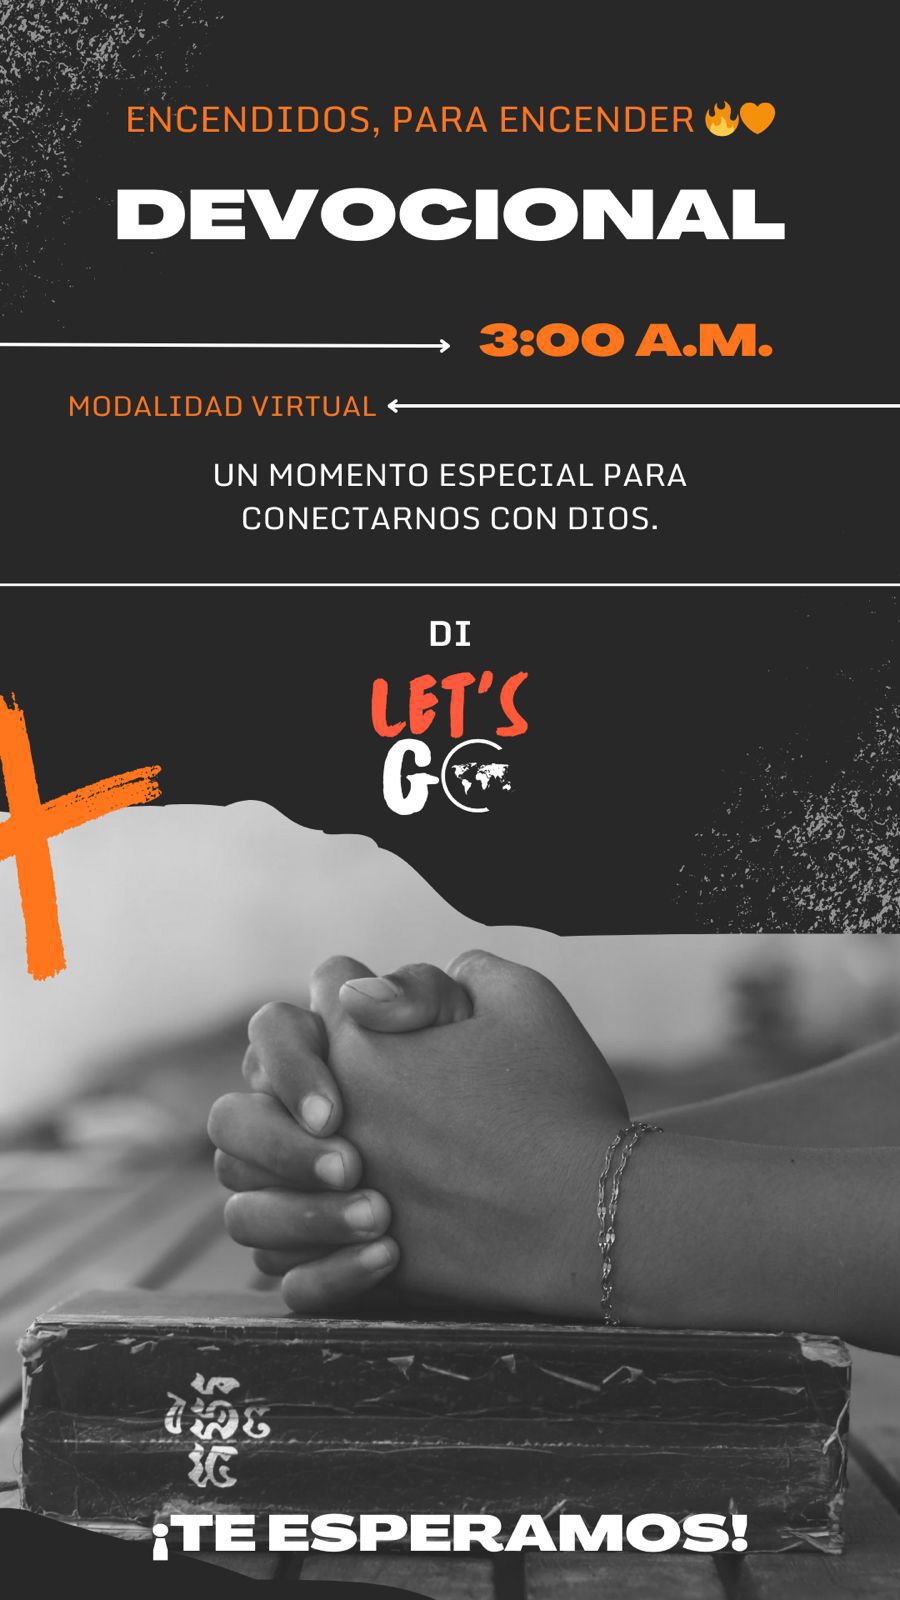 ENCENDIDOS, PARA ENCENDER 🔥🧡
DEVOCIONAL
3:00 A.M.
MODALIDAD VIRTUAL
UN MOMENTO ESPECIAL PARA
CONECTARNOS CON DIOS.
DI
LET'S
GO
¡TE ESPERAMOS!